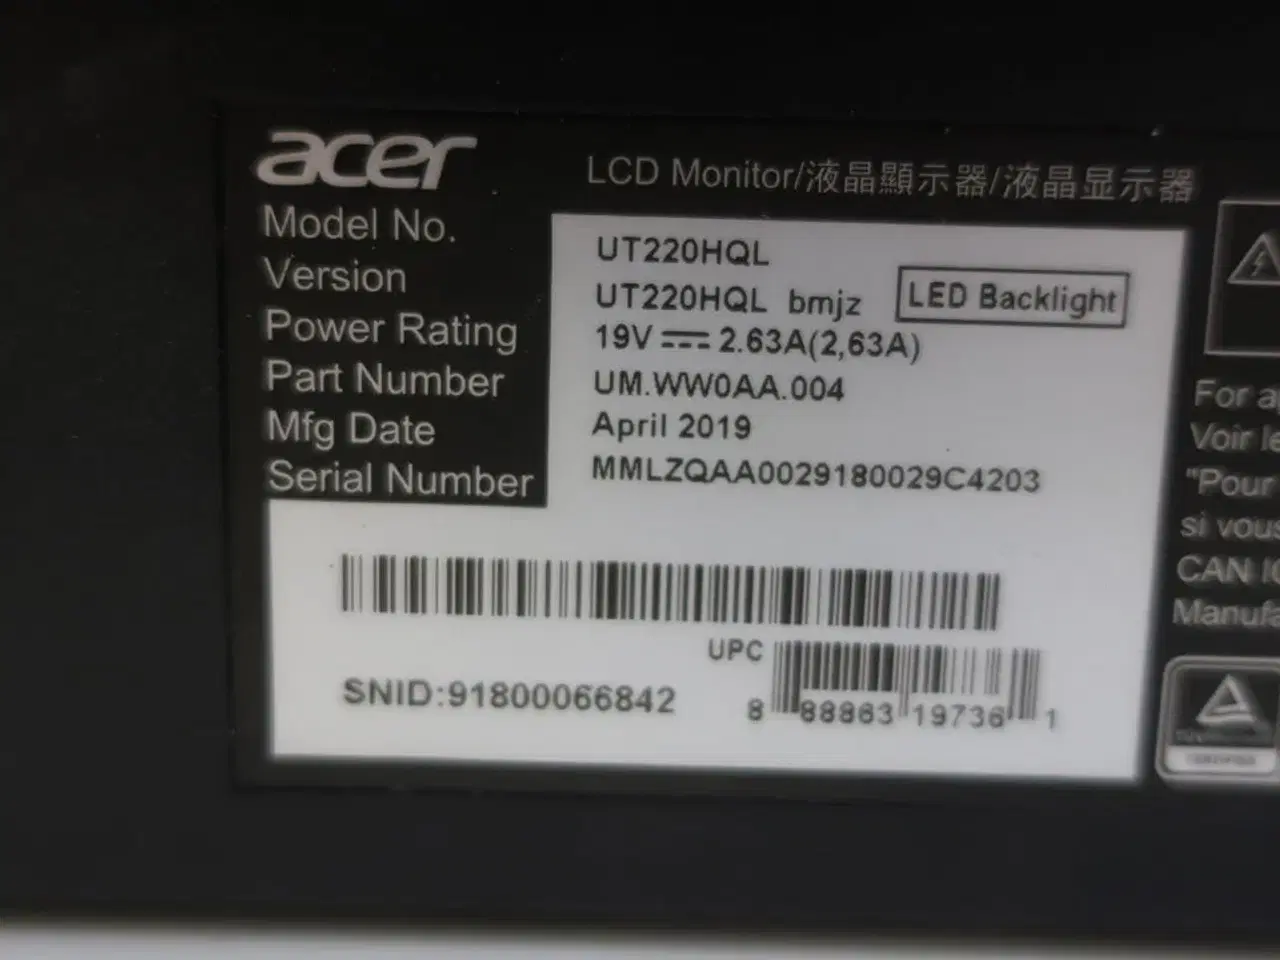 acer
LCD Monitor/液晶顯示器/液晶显示器
Model No. UT220HQL
Version UT220HQL bmjz
LED Backlight
Power Rating 19V⎓2.63A(2,63A)
Part Number UM.WW0AA.004
Mfg Date April 2019
Serial Number MMLZQAA0029180029C4203
UPC
SNID:91800066842
8 88863 19736 1
For a
Voir le
"Pour
si vous
CAN IC
Manufa